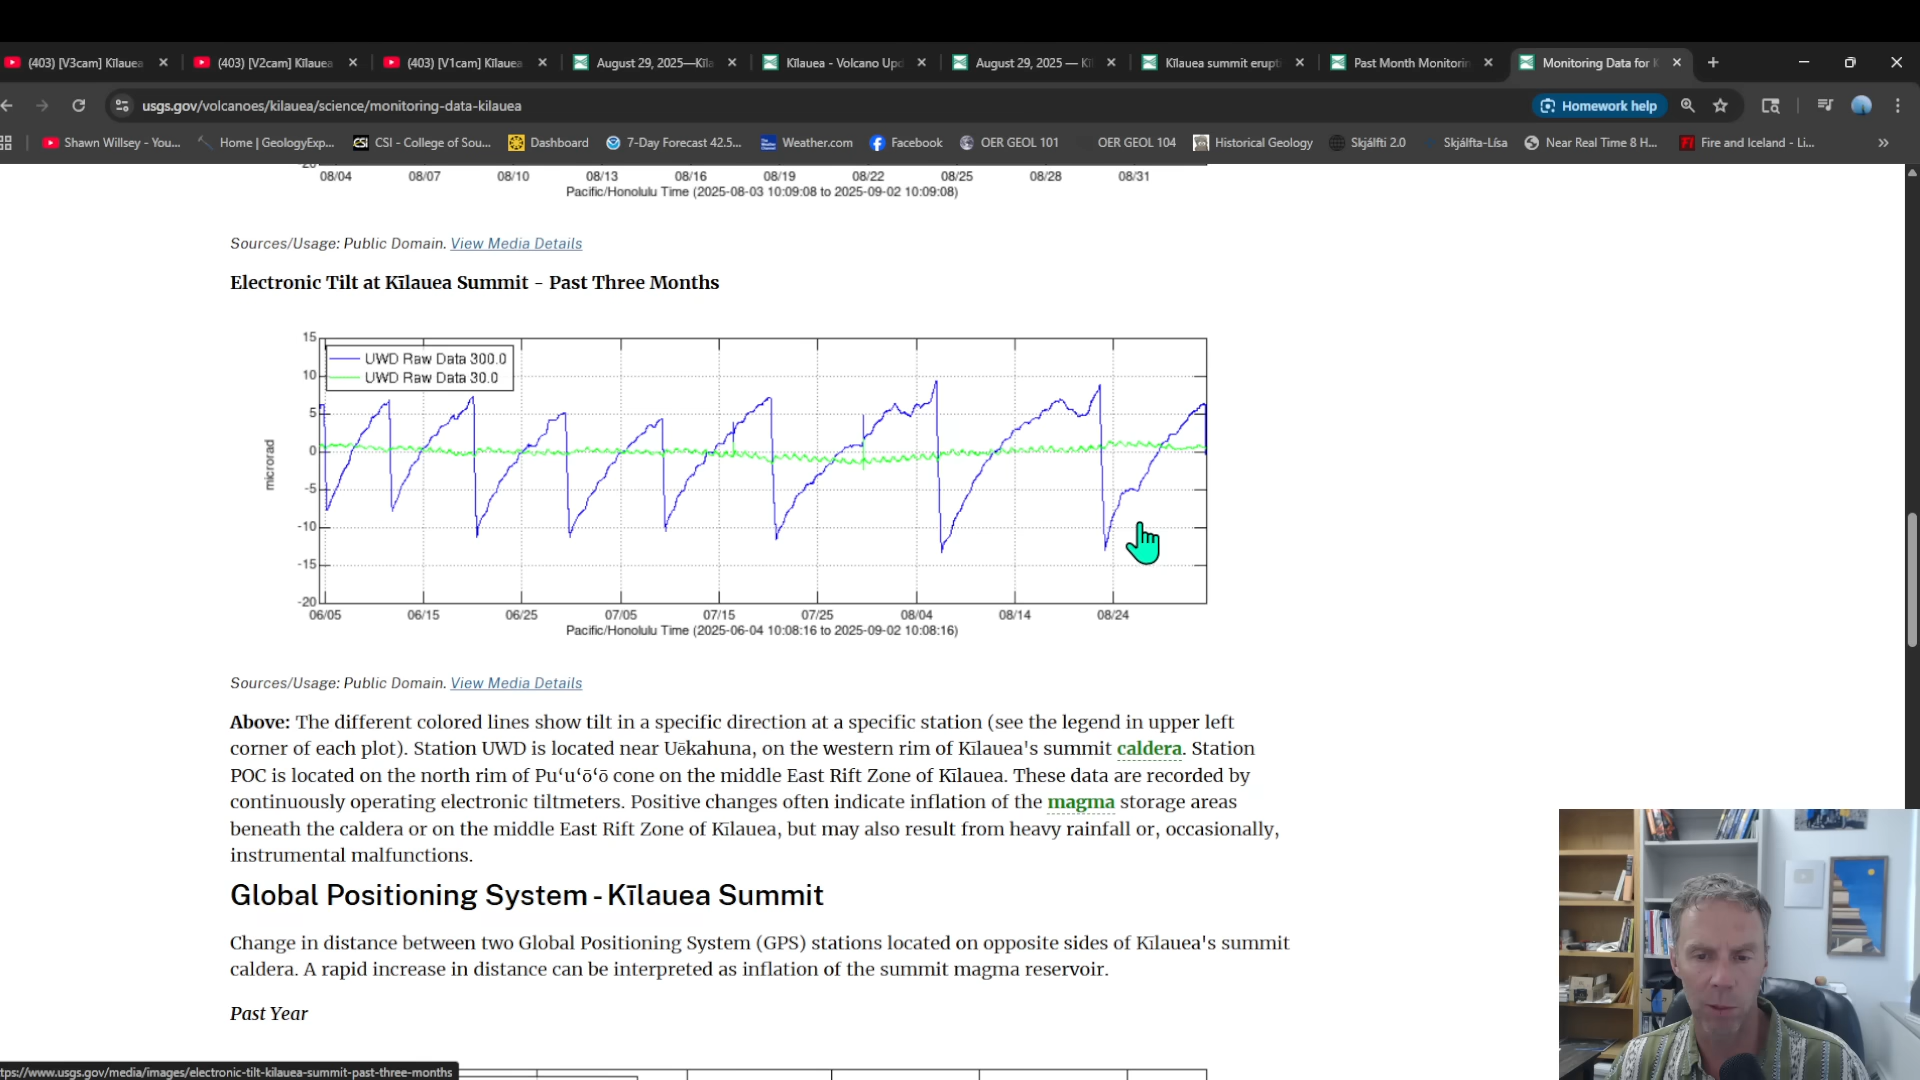 (403) [V3cam] Kīlauea
(403) [V2cam] Kīlauea
(403) [V1cam] Kīlauea
August 29, 2025—Kīla
Kīlauea - Volcano Upd
August 29, 2025 — Kī
Kīlauea summit erupti
Past Month Monitorin
Monitoring Data for K
usgs.gov/volcanoes/kilauea/science/monitoring-data-kilauea
Homework help
Shawn Willsey - You...
Home | GeologyExp...
CSI - College of Sou...
Dashboard
7-Day Forecast 42.5...
Weather.com
Facebook
OER GEOL 101
OER GEOL 104
Historical Geology
Skjálfti 2.0
Skjálfta-Lísa
Near Real Time 8 H...
Fire and Iceland - Li...
20
08/04 08/07 08/10 08/13 08/16 08/19 08/22 08/25 08/28 08/31
Pacific/Honolulu Time (2025-08-03 10:09:08 to 2025-09-02 10:09:08)
Sources/Usage: Public Domain. View Media Details
Electronic Tilt at Kīlauea Summit - Past Three Months
UWD Raw Data 300.0
UWD Raw Data 30.0
15
10
5
0
-5
-10
-15
-20
microrad
06/05 06/15 06/25 07/05 07/15 07/25 08/04 08/14 08/24
Pacific/Honolulu Time (2025-06-04 10:08:16 to 2025-09-02 10:08:16)
Sources/Usage: Public Domain. View Media Details
Above: The different colored lines show tilt in a specific direction at a specific station (see the legend in upper left
corner of each plot). Station UWD is located near Uēkahuna, on the western rim of Kīlauea's summit caldera. Station
POC is located on the north rim of Puʻuʻōʻō cone on the middle East Rift Zone of Kīlauea. These data are recorded by
continuously operating electronic tiltmeters. Positive changes often indicate inflation of the magma storage areas
beneath the caldera or on the middle East Rift Zone of Kīlauea, but may also result from heavy rainfall or, occasionally,
instrumental malfunctions.
Global Positioning System - Kīlauea Summit
Change in distance between two Global Positioning System (GPS) stations located on opposite sides of Kīlauea's summit
caldera. A rapid increase in distance can be interpreted as inflation of the summit magma reservoir.
Past Year
tps://www.usgs.gov/media/images/electronic-tilt-kilauea-summit-past-three-months